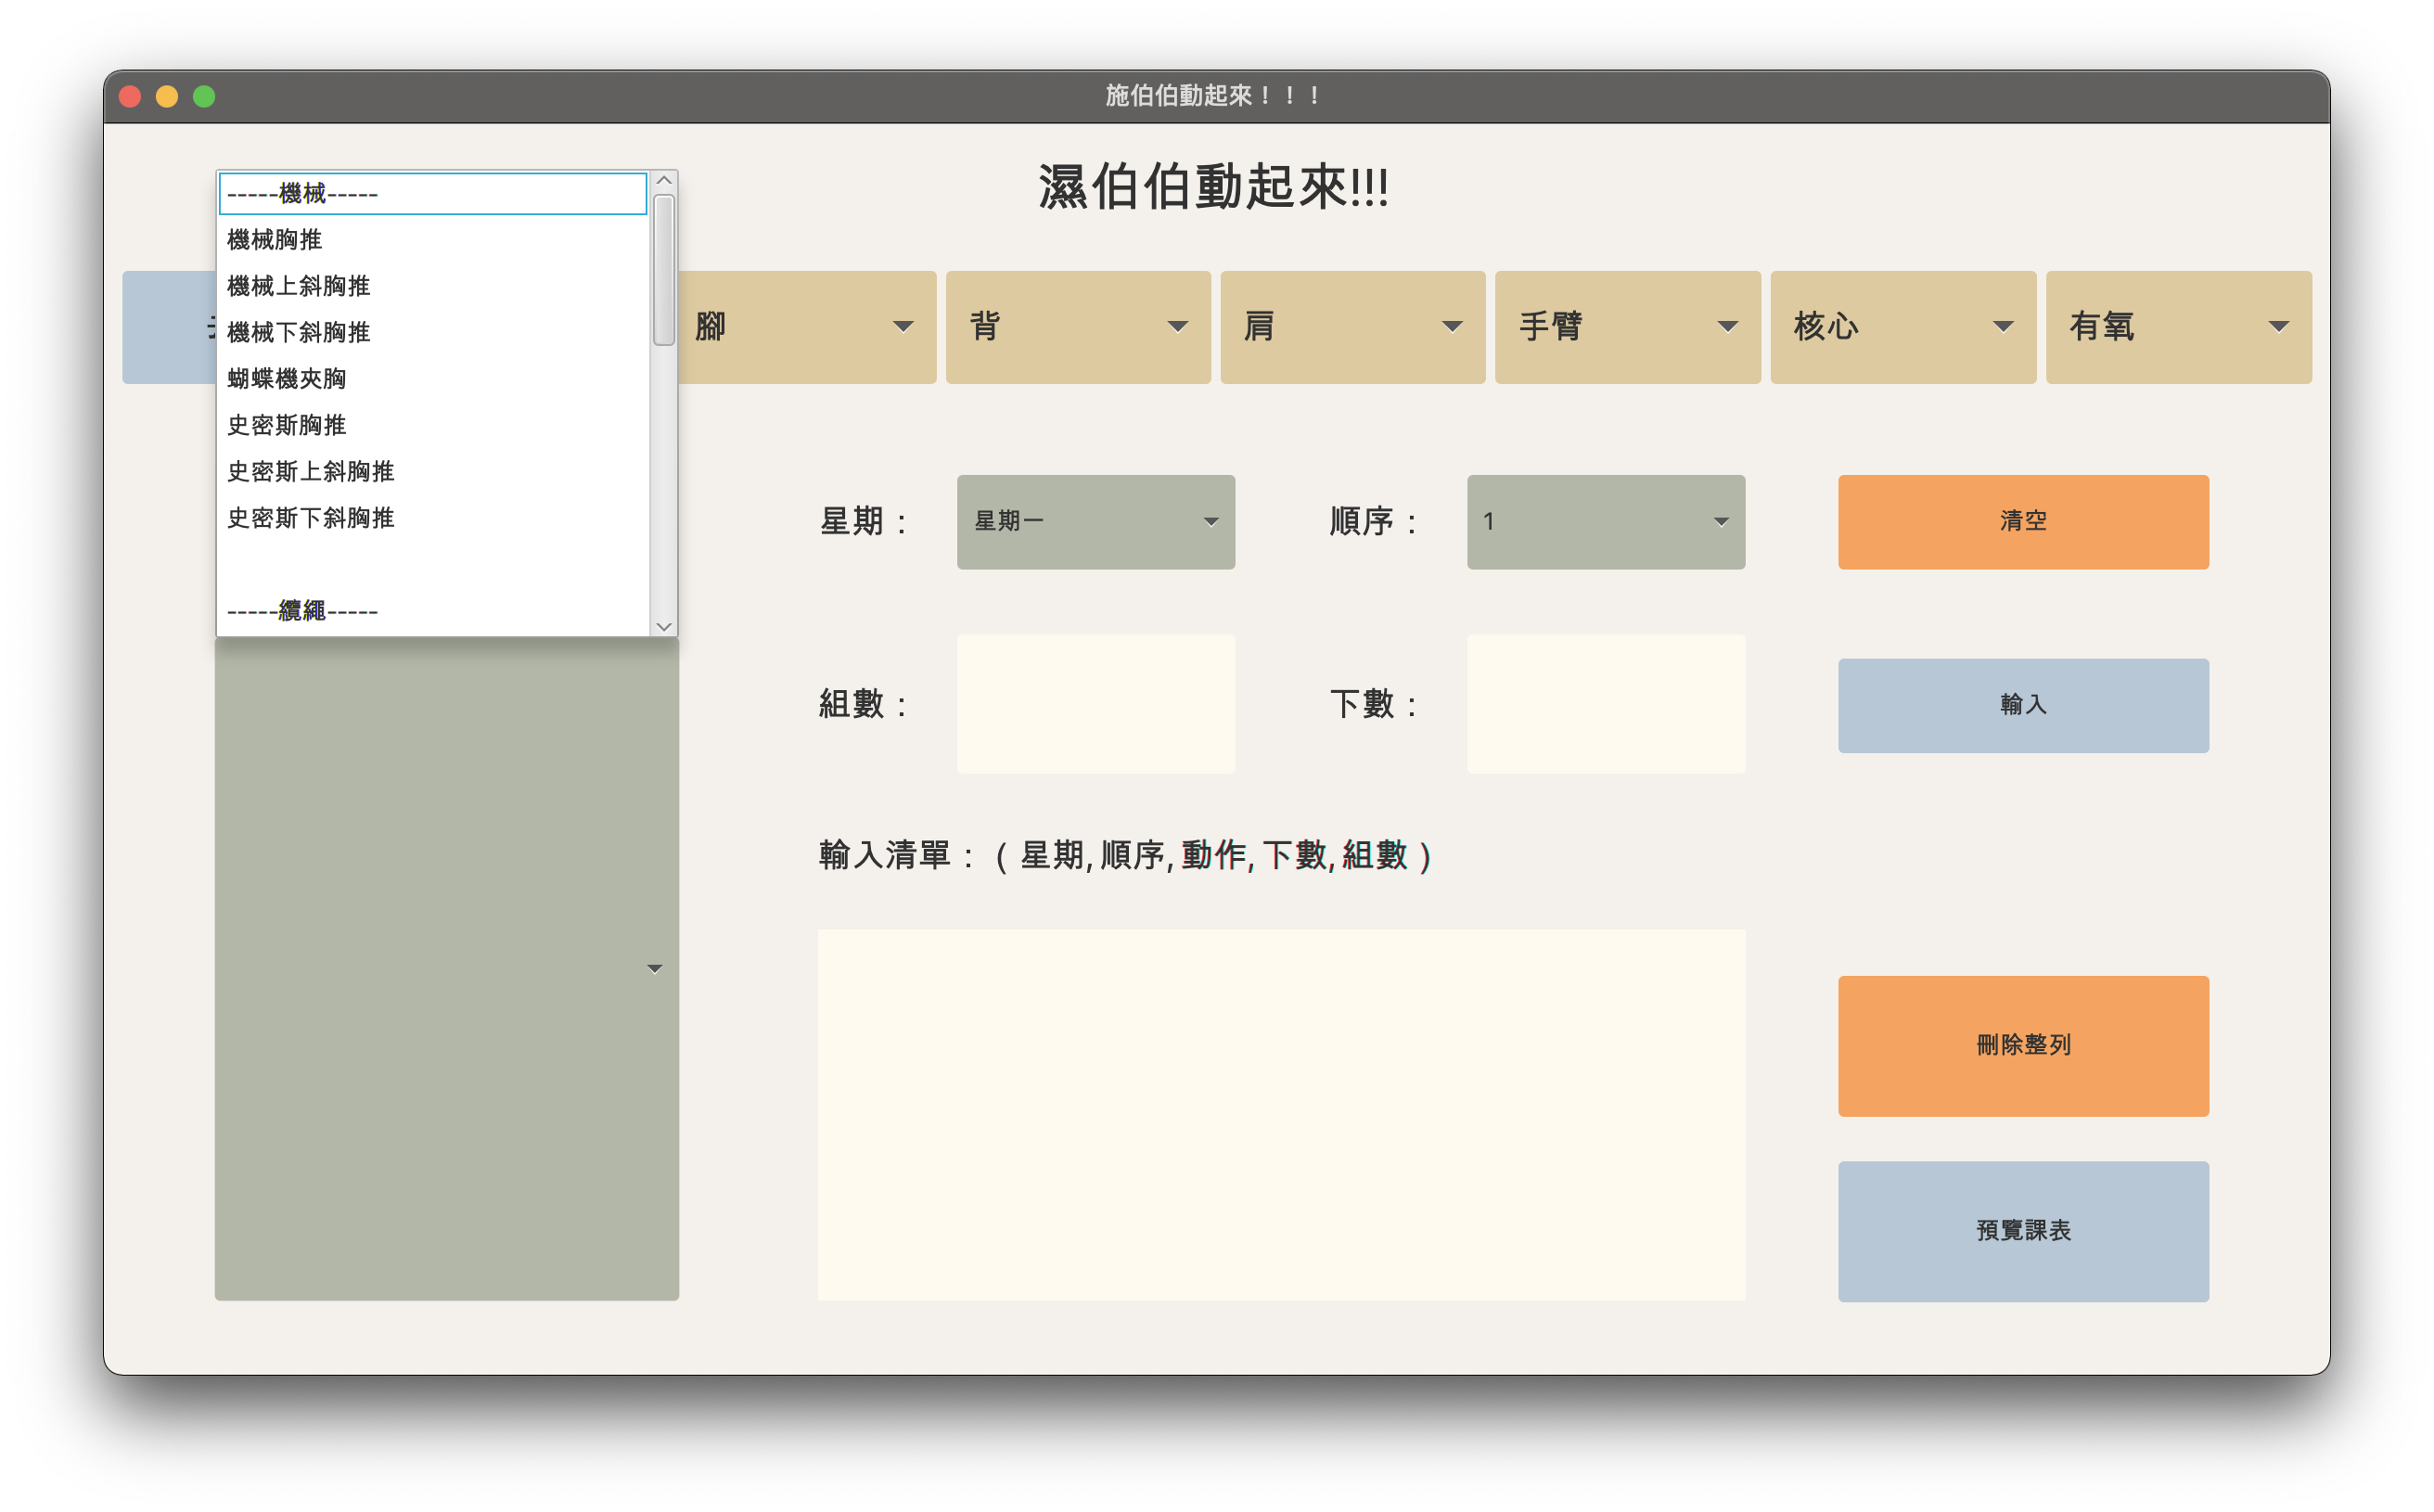 施伯伯動起來！！！
濕伯伯動起來!!!
-----機械-----
機械胸推
機械上斜胸推
機械下斜胸推
蝴蝶機夾胸
史密斯胸推
史密斯上斜胸推
史密斯下斜胸推
-----纜繩-----
腳
背
肩
手臂
核心
有氧
星期：
星期一
順序：
1
清空
組數：
下數：
輸入
輸入清單：( 星期, 順序, 動作, 下數, 組數 )
刪除整列
預覽課表